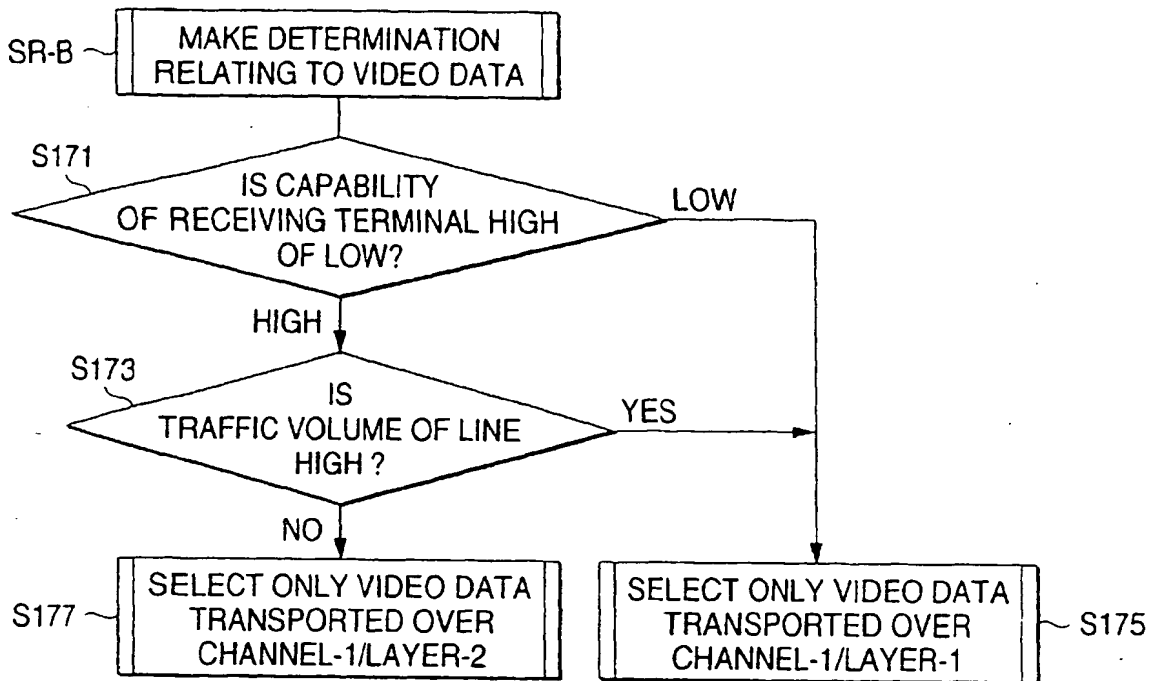 SR-B
MAKE DETERMINATION
RELATING TO VIDEO DATA
S171
IS CAPABILITY
OF RECEIVING TERMINAL HIGH
OF LOW?
LOW
HIGH
S173
IS
TRAFFIC VOLUME OF LINE
HIGH ?
YES
NO
S177
SELECT ONLY VIDEO DATA
TRANSPORTED OVER
CHANNEL-1/LAYER-2
SELECT ONLY VIDEO DATA
TRANSPORTED OVER
CHANNEL-1/LAYER-1
S175